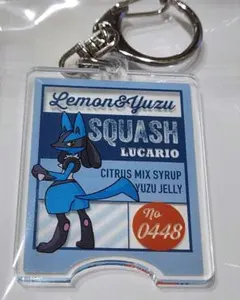 Lemon&Yuzu
SQUASH
LUCARIO
CITRUS MIX SYRUP
YUZU JELLY
No
0448